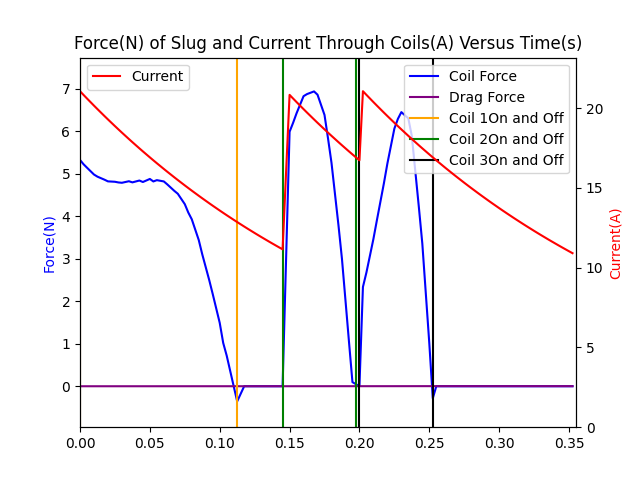 Force(N) of Slug and Current Through Coils(A) Versus Time(s)
Current
Coil Force
Drag Force
Coil 1On and Off
Coil 2On and Off
Coil 3On and Off
Force(N)
Current(A)
7
6
5
4
3
2
1
0
20
15
10
5
0
0.00 0.05 0.10 0.15 0.20 0.25 0.30 0.35